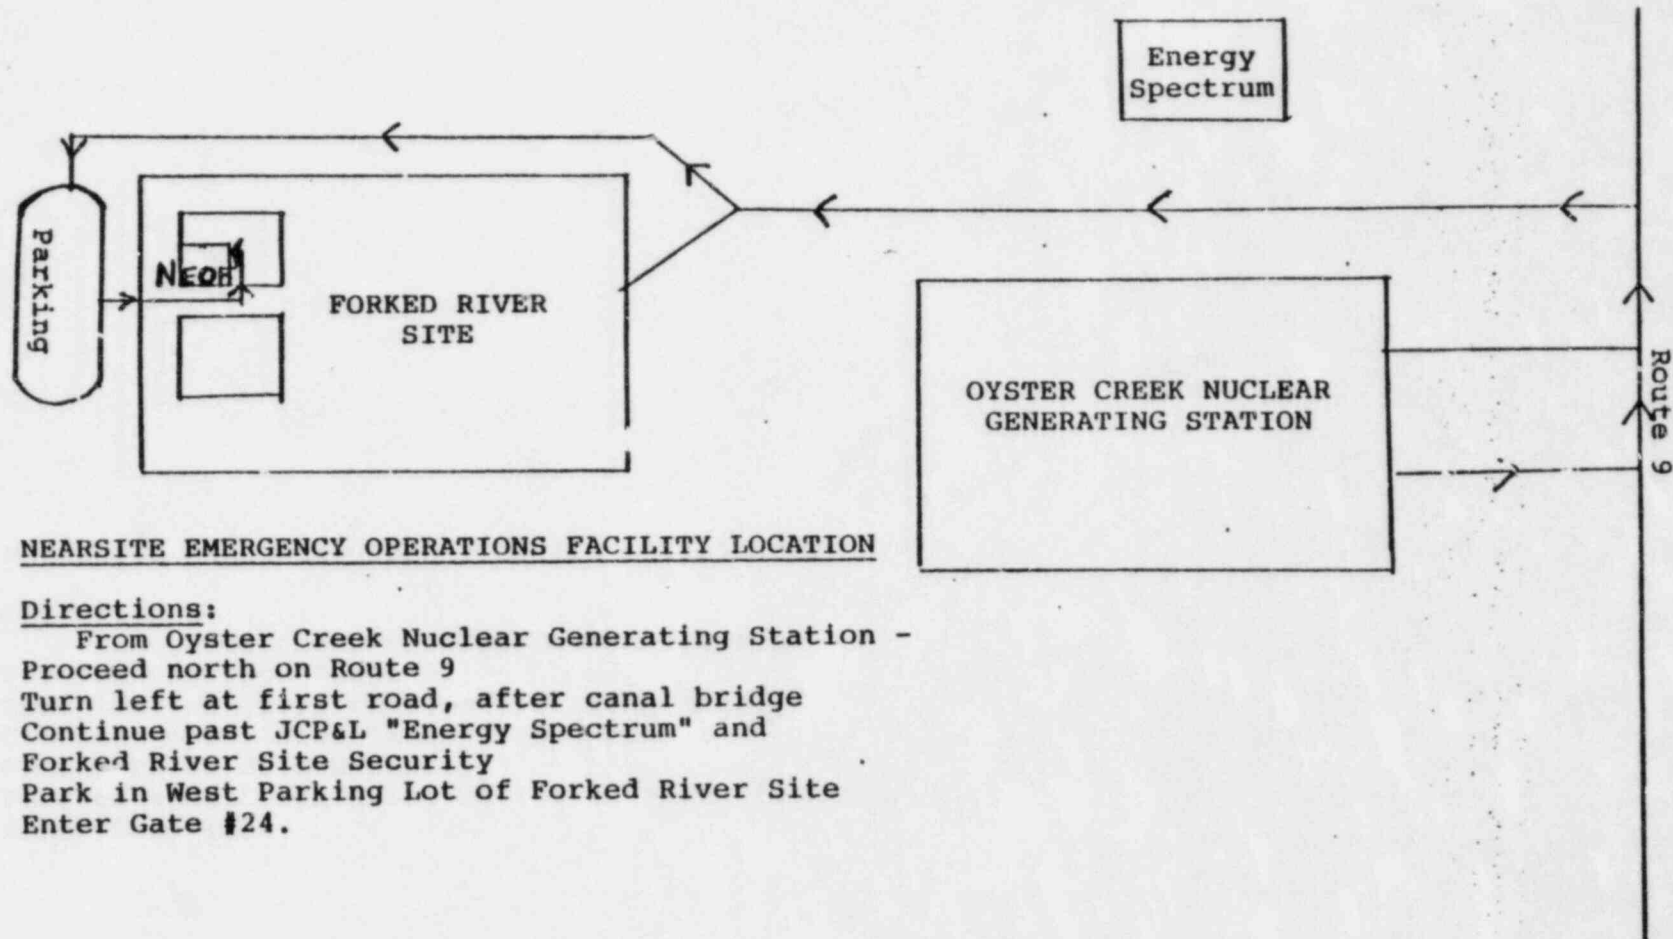 Energy
Spectrum
Parking
NEOF
FORKED RIVER
SITE
OYSTER CREEK NUCLEAR
GENERATING STATION
Route 9
NEARSITE EMERGENCY OPERATIONS FACILITY LOCATION
Directions:
From Oyster Creek Nuclear Generating Station -
Proceed north on Route 9
Turn left at first road, after canal bridge
Continue past JCP&L "Energy Spectrum" and
Forked River Site Security
Park in West Parking Lot of Forked River Site
Enter Gate #24.